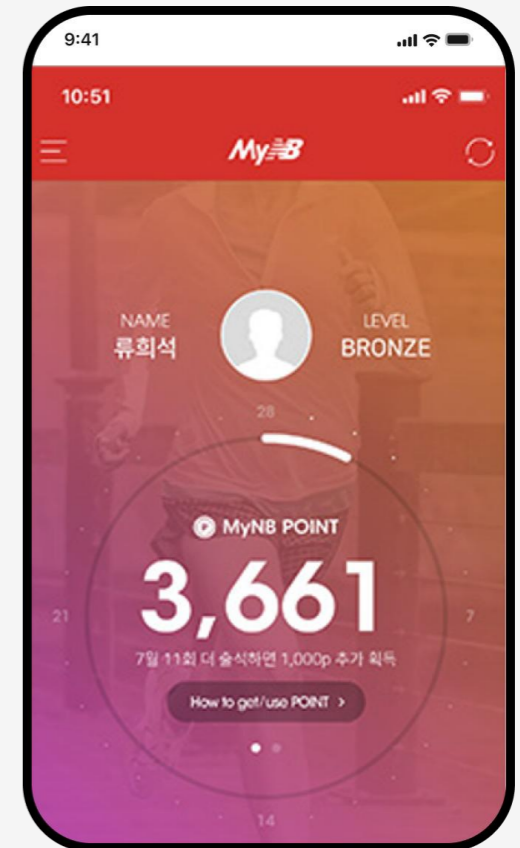 9:41
10:51
MyNB
NAME
류희석
LEVEL
BRONZE
28
MyNB POINT
3,661
21
7
7일 11회 더 출석하면 1,000p 추가 획득
How to get/use POINT >
14